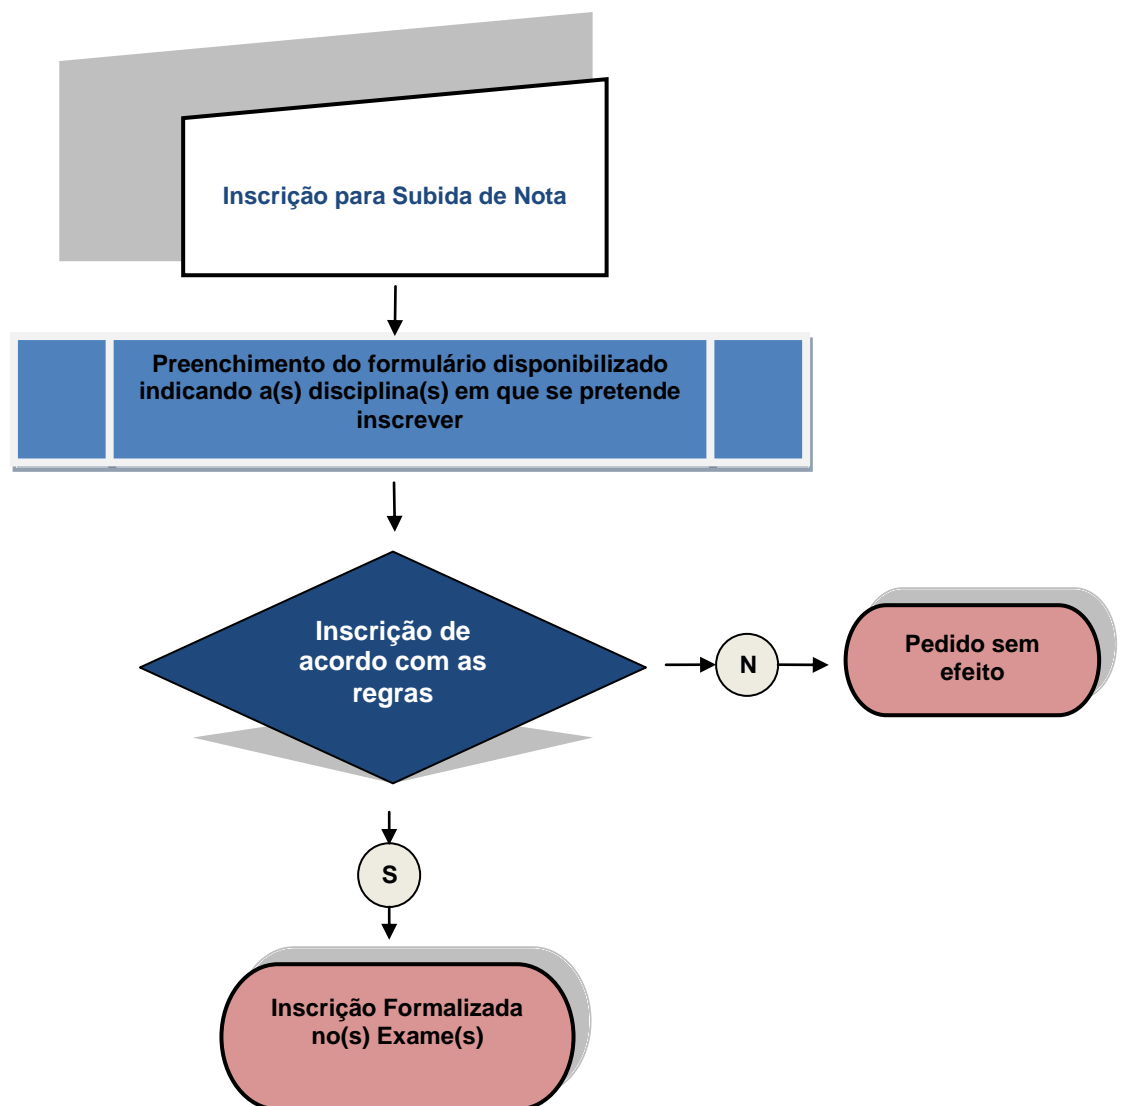 Inscrição para Subida de Nota
Preenchimento do formulário disponibilizado
indicando a(s) disciplina(s) em que se pretende
inscrever
Inscrição de
acordo com as
regras
N
Pedido sem
efeito
S
Inscrição Formalizada
no(s) Exame(s)